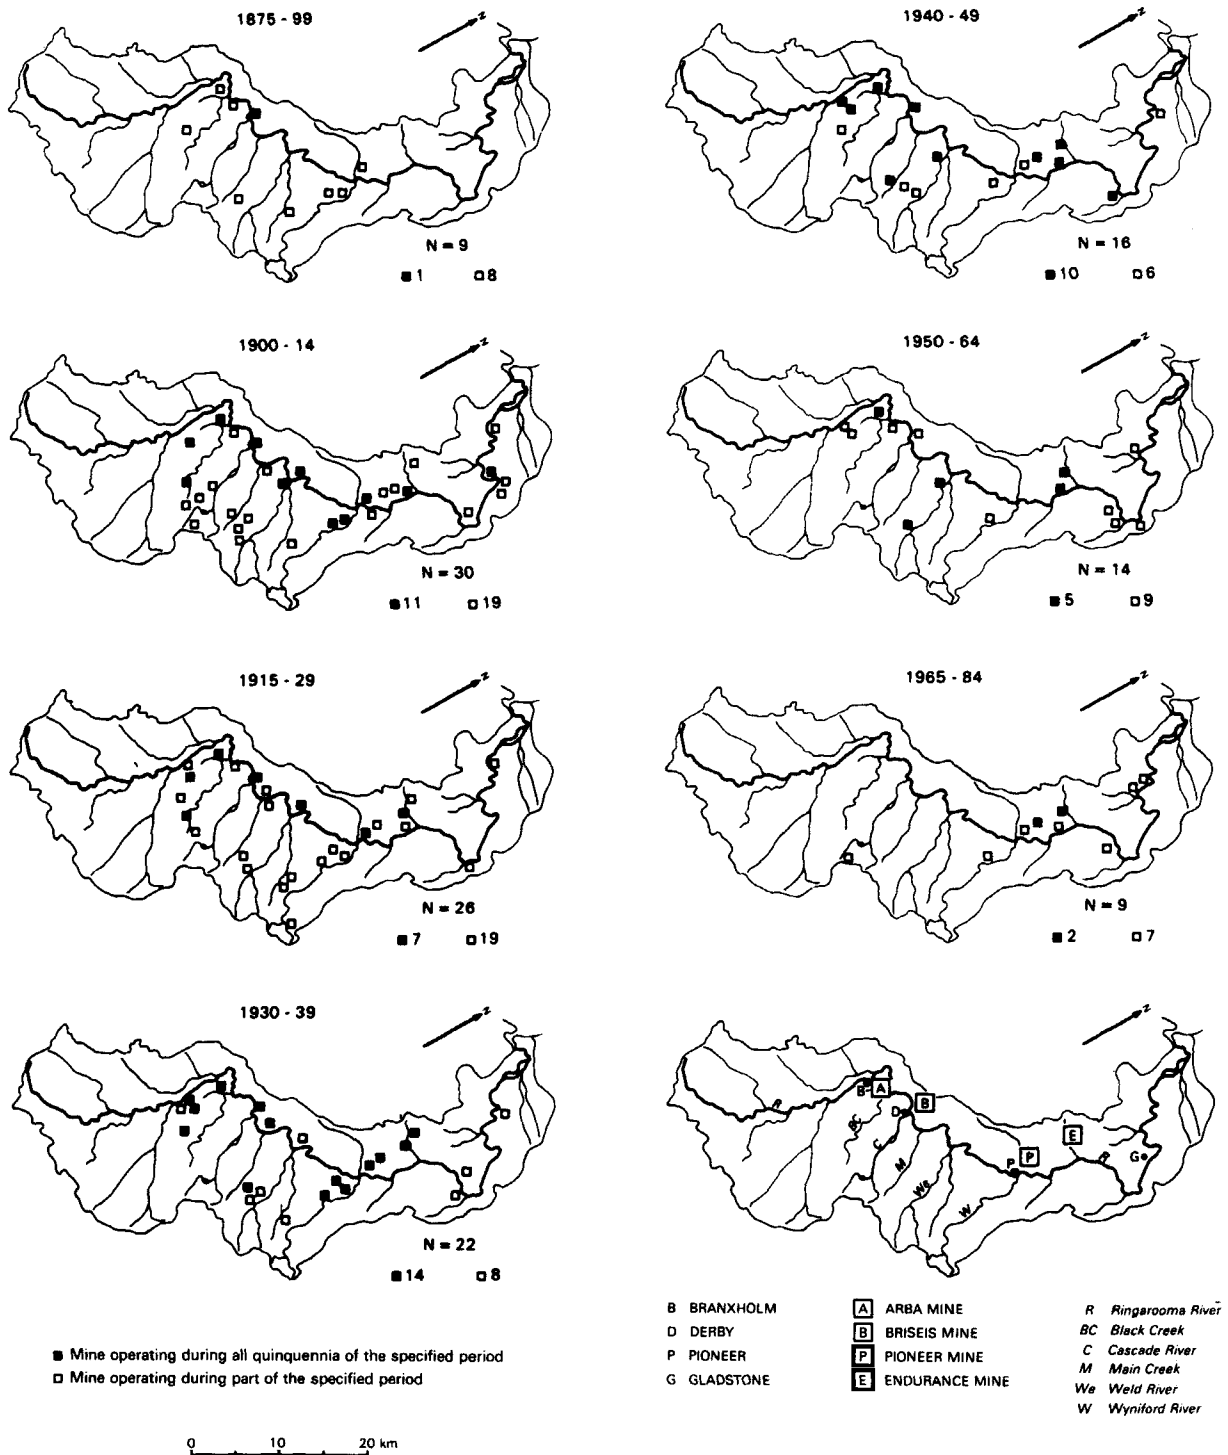 1875 - 99
Z
N = 9
1 8
1900 - 14
Z
N = 30
11 19
1915 - 29
Z
N = 26
7 19
1930 - 39
Z
N = 22
14 8
Mine operating during all quinquennia of the specified period
Mine operating during part of the specified period
0 10 20 km
1940 - 49
Z
N = 16
10 6
1950 - 64
Z
N = 14
5 9
1965 - 84
Z
N = 9
2 7
Z
R
B
A
BC
D
B
C
M
We
W
P
P
E
R
G
B BRANXHOLM
D DERBY
P PIONEER
G GLADSTONE
A ARBA MINE
B BRISEIS MINE
P PIONEER MINE
E ENDURANCE MINE
R Ringarooma River
BC Black Creek
C Cascade River
M Main Creek
We Weld River
W Wyniford River